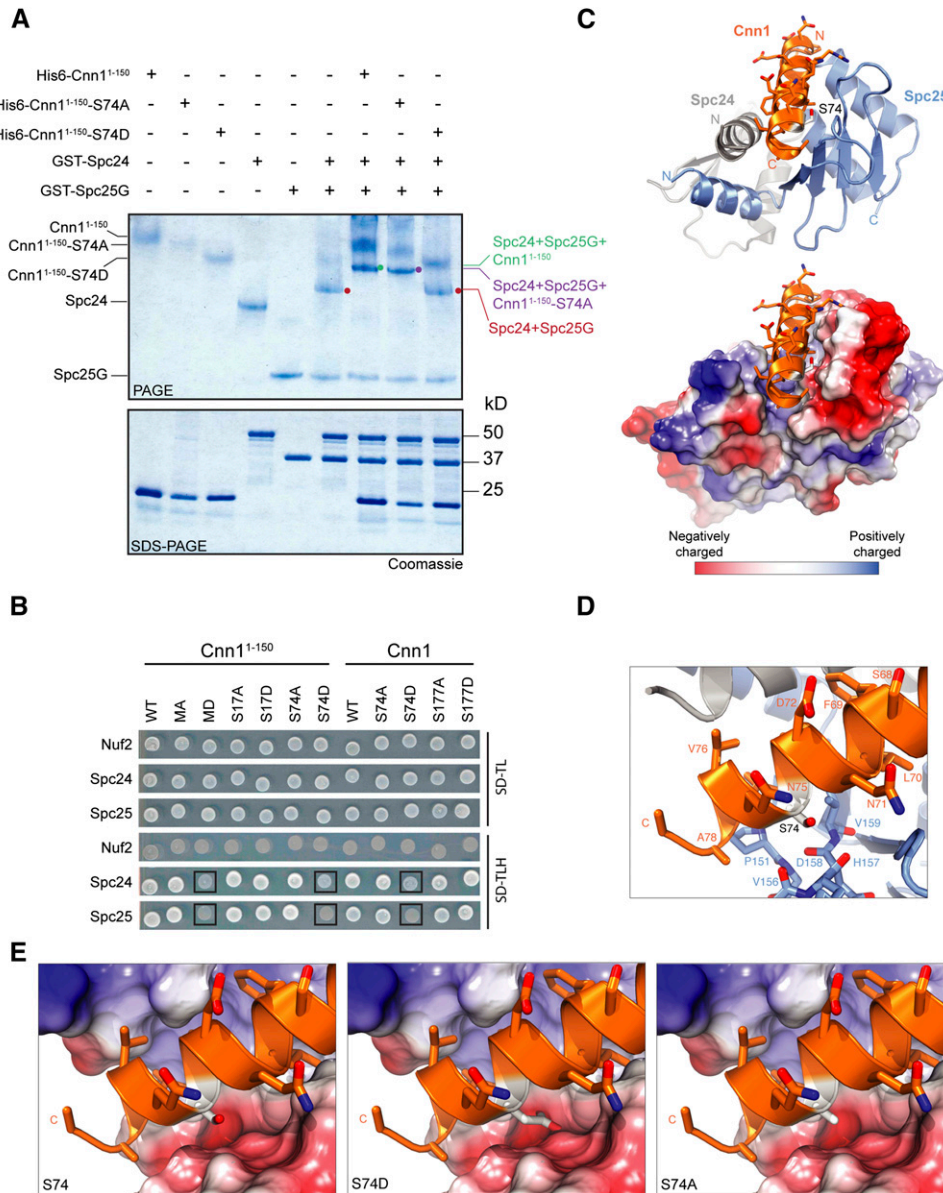 A
His6-Cnn1¹⁻¹⁵⁰ + - - - - - + - -
His6-Cnn1¹⁻¹⁵⁰-S74A - + - - - - - + -
His6-Cnn1¹⁻¹⁵⁰-S74D - - + - - - - - +
GST-Spc24 - - - + - + + + +
GST-Spc25G - - - - + + + + +
Cnn1¹⁻¹⁵⁰
Cnn1¹⁻¹⁵⁰-S74A
Cnn1¹⁻¹⁵⁰-S74D
Spc24
Spc25G
PAGE
Spc24+Spc25G+
Cnn1¹⁻¹⁵⁰
Spc24+Spc25G+
Cnn1¹⁻¹⁵⁰-S74A
Spc24+Spc25G
kD
50
37
25
SDS-PAGE
Coomassie
B
Cnn1¹⁻¹⁵⁰ Cnn1
WT MA MD S17A S17D S74A S74D WT S74A S74D S177A S177D
Nuf2
Spc24
Spc25
SD-TL
Nuf2
Spc24
Spc25
SD-TLH
C
Cnn1
N
Spc25
Spc24
N
S74
N
C
C
Negatively
charged
Positively
charged
D
S68
D72
F69
V76
L70
N75
N71
C
S74
V159
A78
P151
D158
H157
V156
E
C
S74
C
S74D
C
S74A